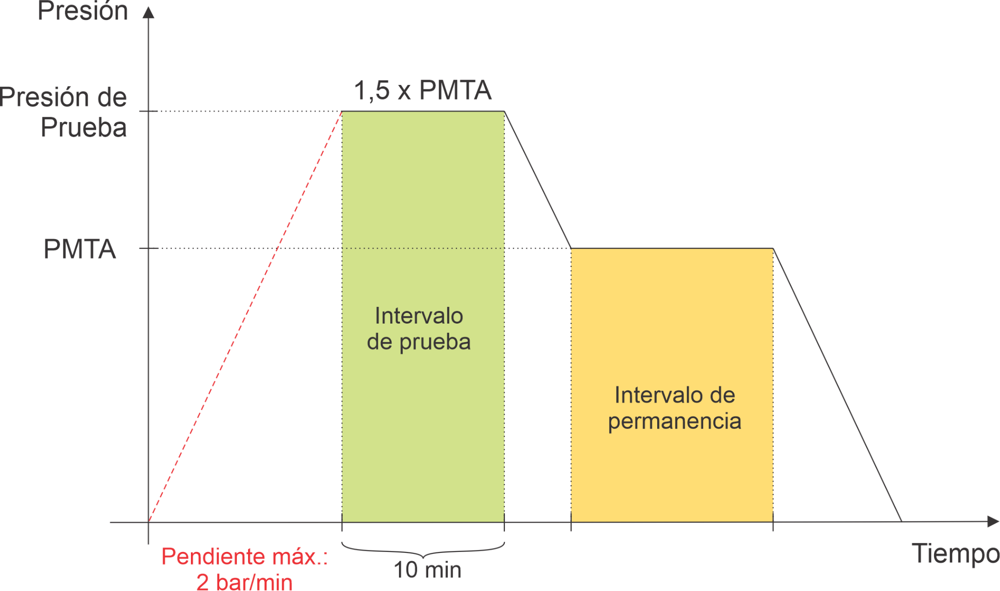 Presión
Presión de
Prueba
1,5 x PMTA
PMTA
Intervalo
de prueba
Intervalo de
permanencia
Pendiente máx.:
2 bar/min
10 min
Tiempo